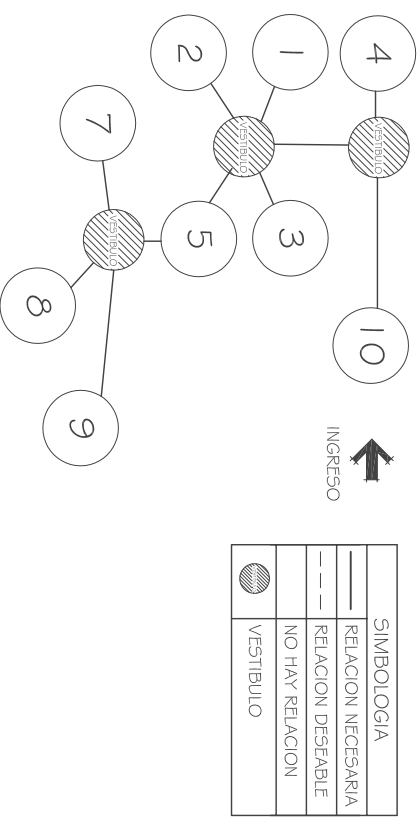 4
VESTIBULO
10
INGRESO
1
3
VESTIBULO
2
5
7
VESTIBULO
9
8
SIMBOLOGIA
RELACION NECESARIA
RELACION DESEABLE
NO HAY RELACION
VESTIBULO